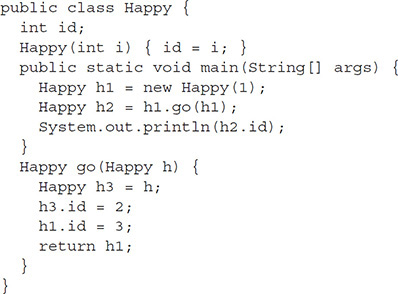 public class Happy {
  int id;
  Happy(int i) { id = i; }
  public static void main(String[] args) {
    Happy h1 = new Happy(1);
    Happy h2 = h1.go(h1);
    System.out.println(h2.id);
  }
  Happy go(Happy h) {
    Happy h3 = h;
    h3.id = 2;
    h1.id = 3;
    return h1;
  }
}